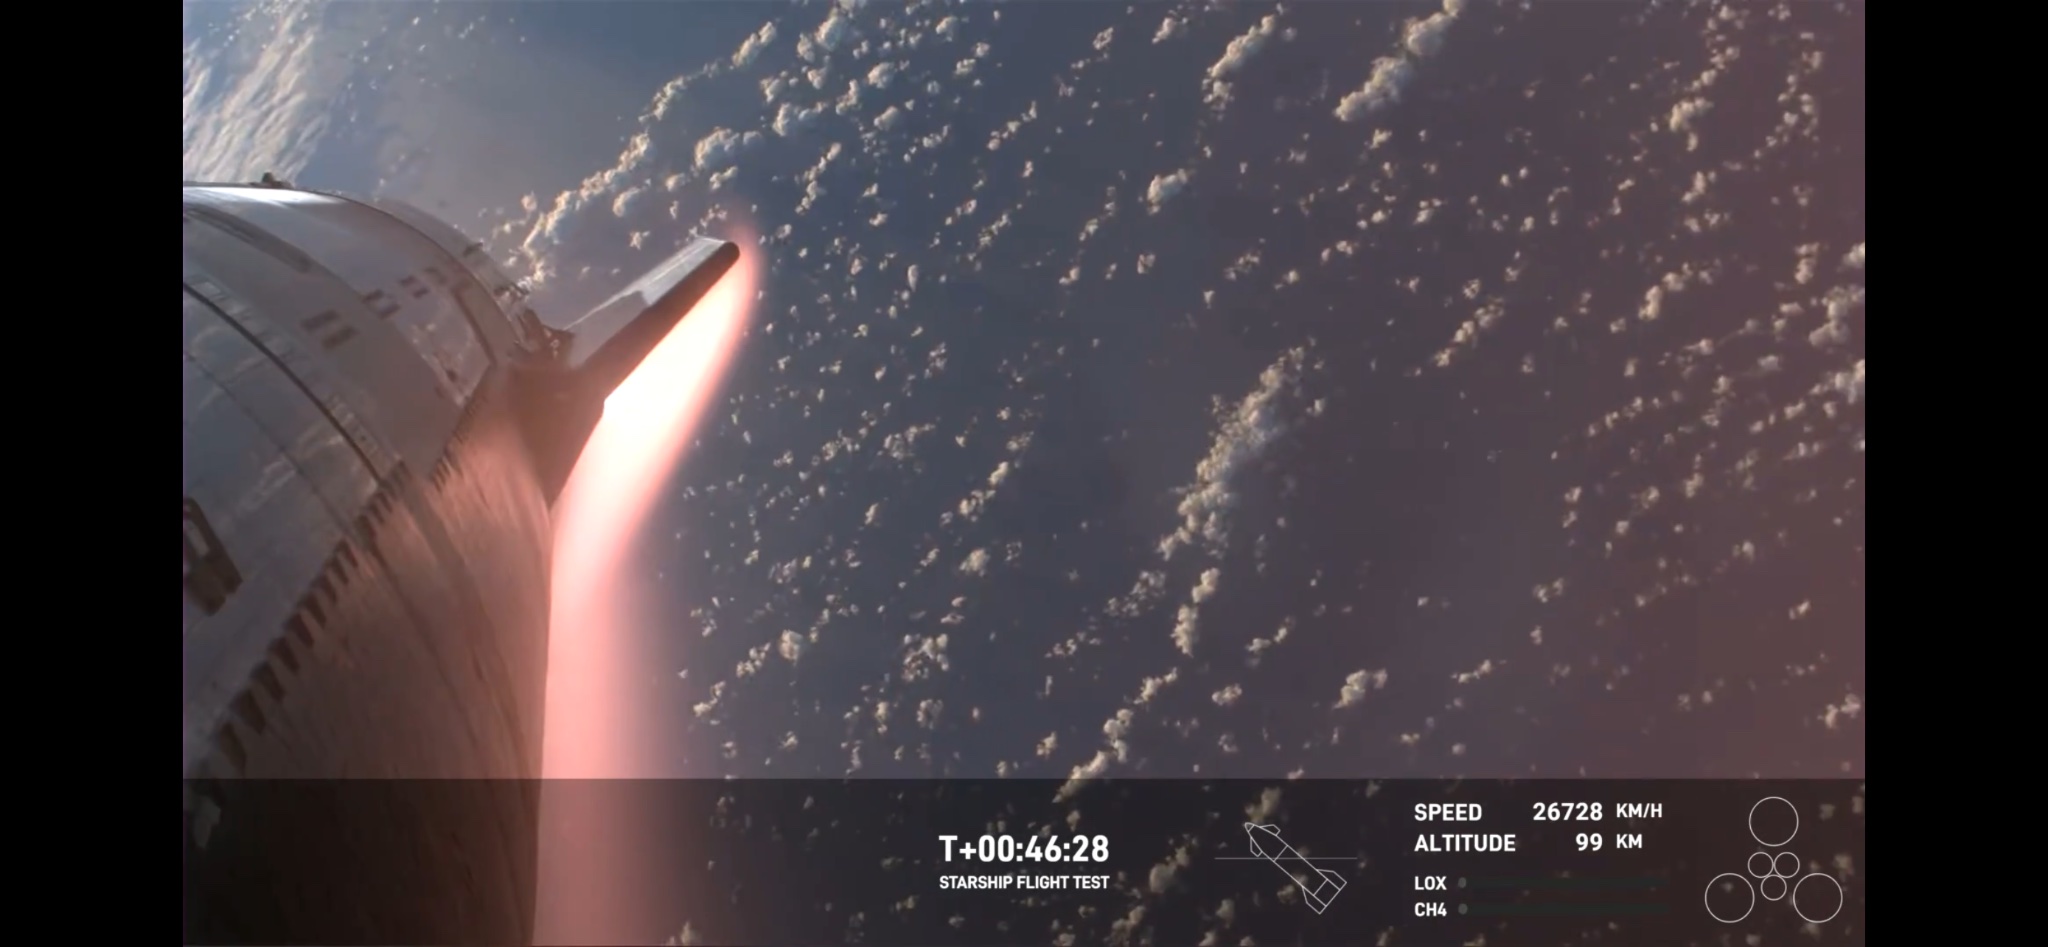 T+00:46:28
STARSHIP FLIGHT TEST
SPEED 26728 KM/H
ALTITUDE 99 KM
LOX
CH4